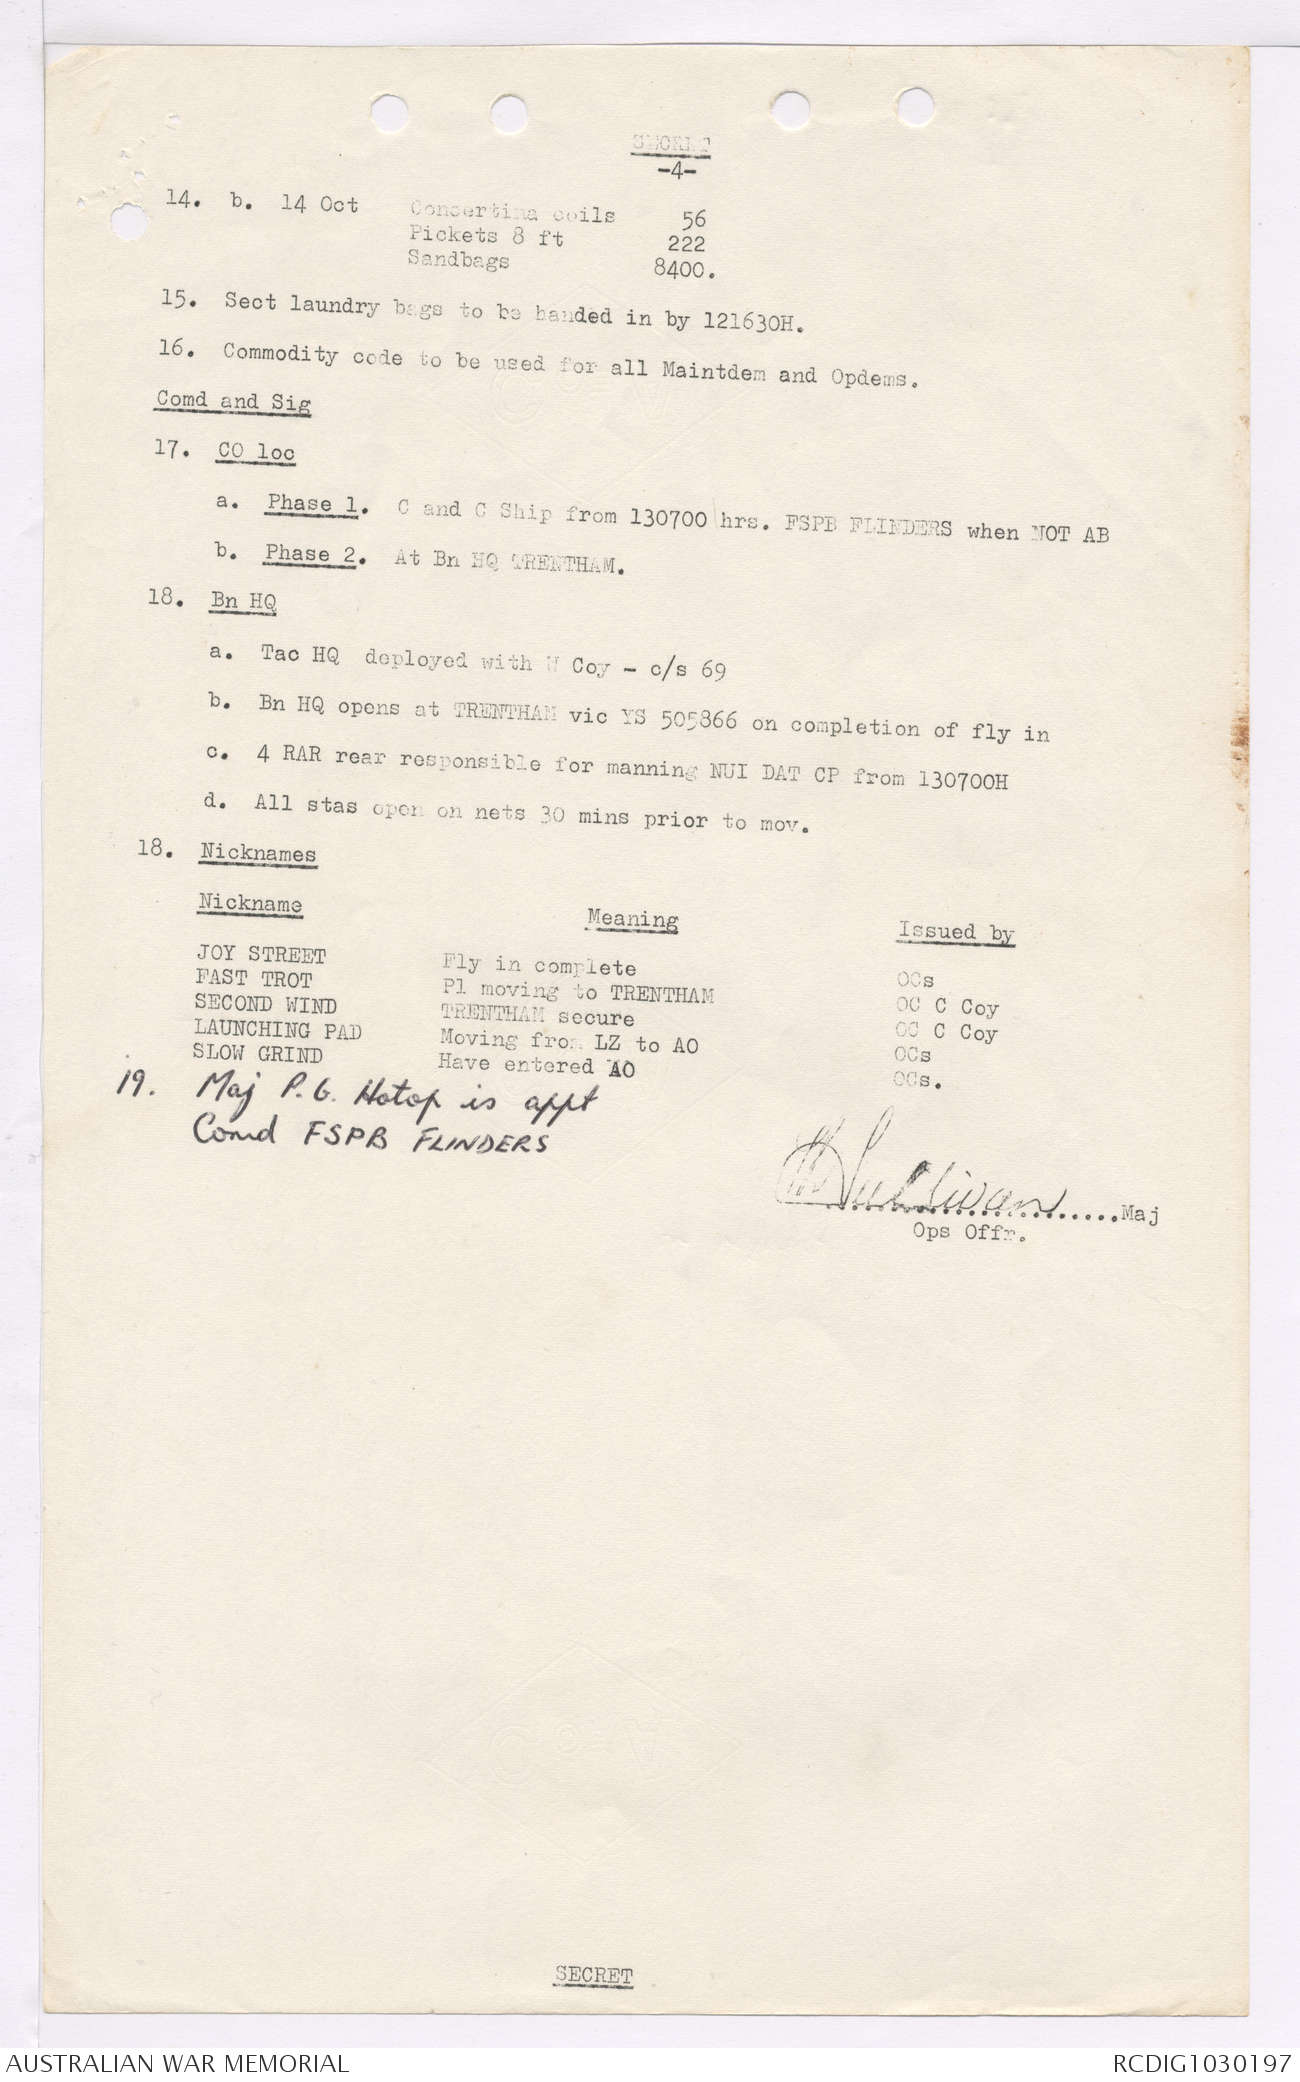 SECRET
-4-
14. b. 14 Oct Concertina coils 56
Pickets 8 ft 222
Sandbags 8400.
15. Sect laundry bags to be handed in by 121630H.
16. Commodity code to be used for all Maintdem and Opdems.
Comd and Sig
17. CO loc
a. Phase 1. C and C Ship from 130700 hrs. FSPB FLINDERS when NOT AB
b. Phase 2. At Bn HQ TRENTHAM.
18. Bn HQ
a. Tac HQ deployed with W Coy - c/s 69
b. Bn HQ opens at TRENTHAM vic YS 505866 on completion of fly in
c. 4 RAR rear responsible for manning NUI DAT CP from 130700H
d. All stas open on nets 30 mins prior to mov.
18. Nicknames
Nickname Meaning Issued by
JOY STREET Fly in complete OCs
FAST TROT Pl moving to TRENTHAM OC C Coy
SECOND WIND TRENTHAM secure OC C Coy
LAUNCHING PAD Moving from LZ to AO OCs
SLOW GRIND Have entered AO OCs.
19. Maj P.G. Hotop is appt
Comd FSPB FLINDERS
Sullivan Maj
Ops Offr.
SECRET
AUSTRALIAN WAR MEMORIAL RCDIG1030197